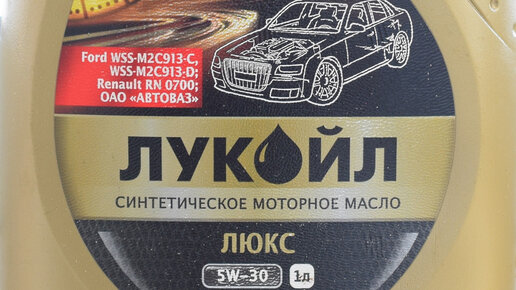 Ford WSS-M2C913-C,
WSS-M2C913-D;
Renault RN 0700;
ОАО «АВТОВАЗ»
ЛУКОЙЛ
СИНТЕТИЧЕСКОЕ МОТОРНОЕ МАСЛО
ЛЮКС
5W-30 1л